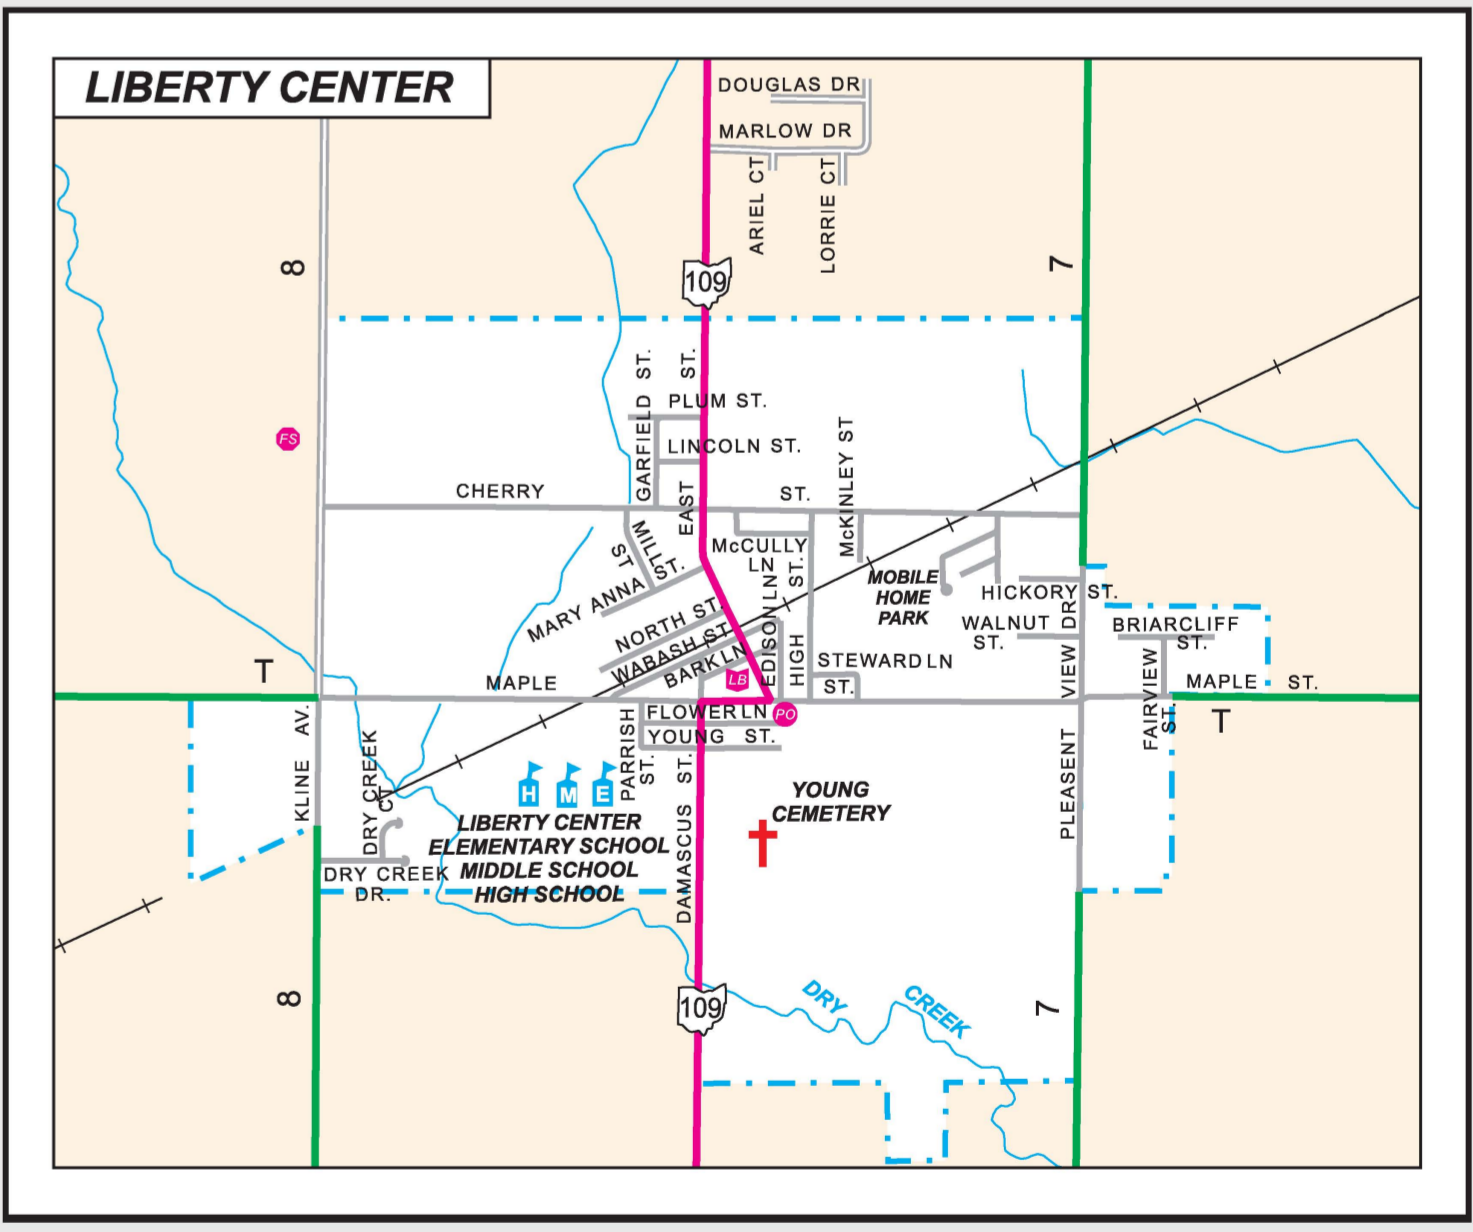 LIBERTY CENTER
DOUGLAS DR
MARLOW DR
ARIEL CT
LORRIE CT
8
7
109
GARFIELD ST.
EAST ST.
PLUM ST.
LINCOLN ST.
McKINLEY ST
FS
CHERRY ST.
MILL ST
McCULLY
LN
MARY ANNA ST.
EDISON LN
HIGH ST.
MOBILE
HOME
PARK
HICKORY ST.
NORTH ST.
WABASH ST.
BARK LN
WALNUT
ST.
BRIARCLIFF
ST.
STEWARD LN
T
MAPLE ST.
LB
VIEW DR
FAIRVIEW ST.
MAPLE ST.
T
FLOWER LN
PO
YOUNG ST.
KLINE AV.
DRY CREEK
CT
PARRISH
ST.
DAMASCUS ST.
PLEASENT
H M E
YOUNG
CEMETERY
LIBERTY CENTER
ELEMENTARY SCHOOL
MIDDLE SCHOOL
HIGH SCHOOL
DRY CREEK
DR.
8
109
DRY CREEK
7